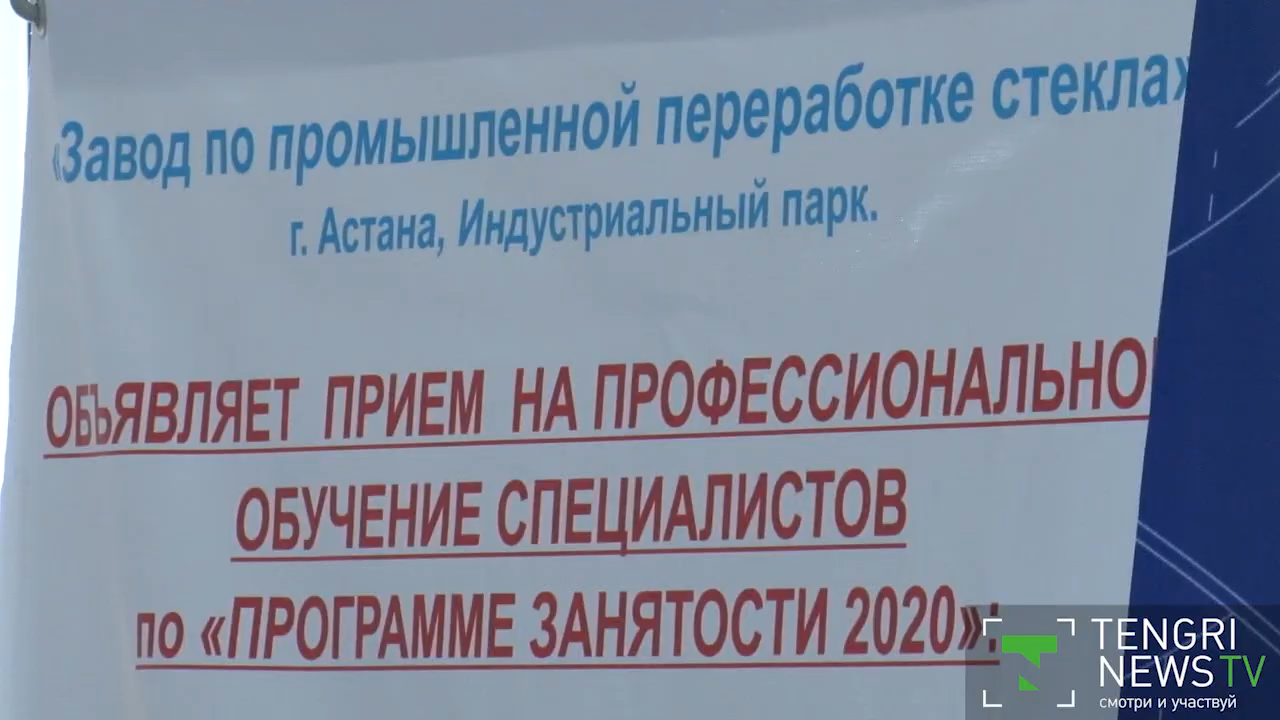 «Завод по промышленной переработке стекла»
г. Астана, Индустриальный парк.
ОБЪЯВЛЯЕТ ПРИЕМ НА ПРОФЕССИОНАЛЬНО
ОБУЧЕНИЕ СПЕЦИАЛИСТОВ
по «ПРОГРАММЕ ЗАНЯТОСТИ 2020»:
TENGRI
NEWS TV
смотри и участвуй